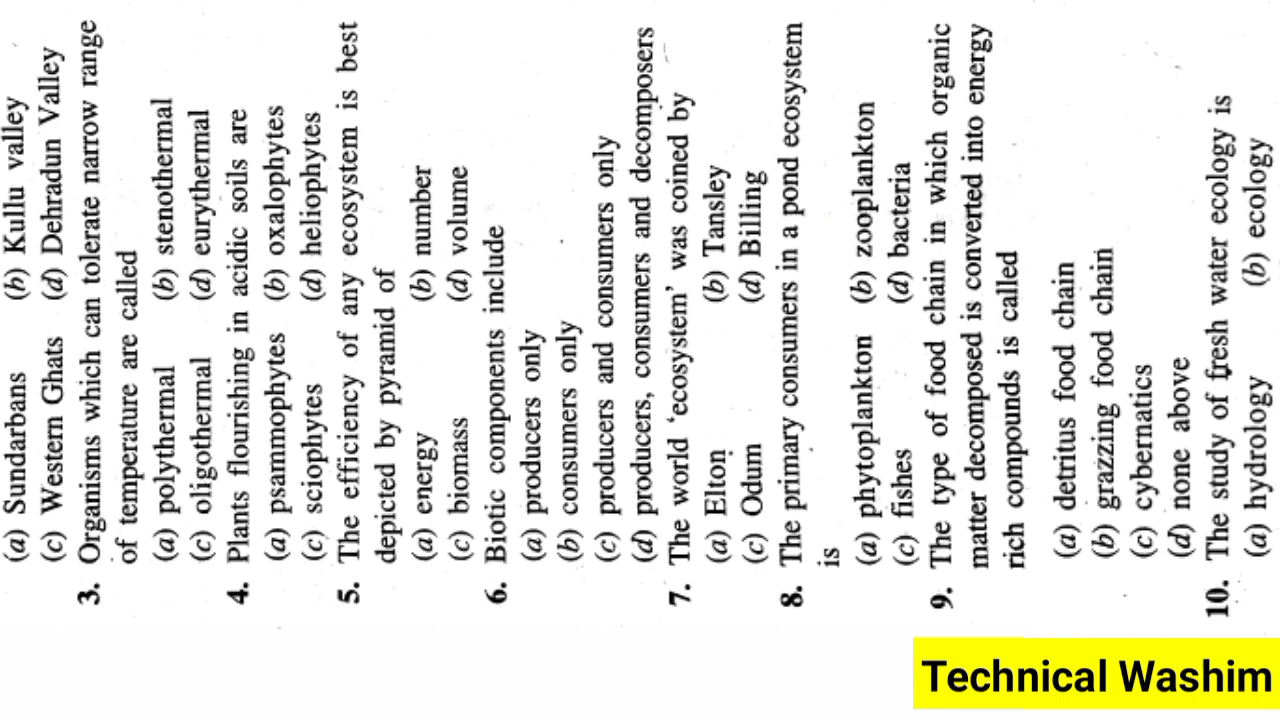 (a) Sundarbans (b) Kullu valley
(c) Western Ghats (d) Dehradun Valley
3. Organisms which can tolerate narrow range
of temperature are called
(a) polythermal (b) stenothermal
(c) oligothermal (d) eurythermal
4. Plants flourishing in acidic soils are
(a) psammophytes (b) oxalophytes
(c) sciophytes (d) heliophytes
5. The efficiency of any ecosystem is best
depicted by pyramid of
(a) energy (b) number
(c) biomass (d) volume
6. Biotic components include
(a) producers only
(b) consumers only
(c) producers and consumers only
(d) producers, consumers and decomposers
7. The world ‘ecosystem’ was coined by
(a) Elton (b) Tansley
(c) Odum (d) Billing
8. The primary consumers in a pond ecosystem
is
(a) phytoplankton (b) zooplankton
(c) fishes (d) bacteria
9. The type of food chain in which organic
matter decomposed is converted into energy
rich compounds is called
(a) detritus food chain
(b) grazzing food chain
(c) cybernatics
(d) none above
10. The study of fresh water ecology is
(a) hydrology (b) ecology
Technical Washim